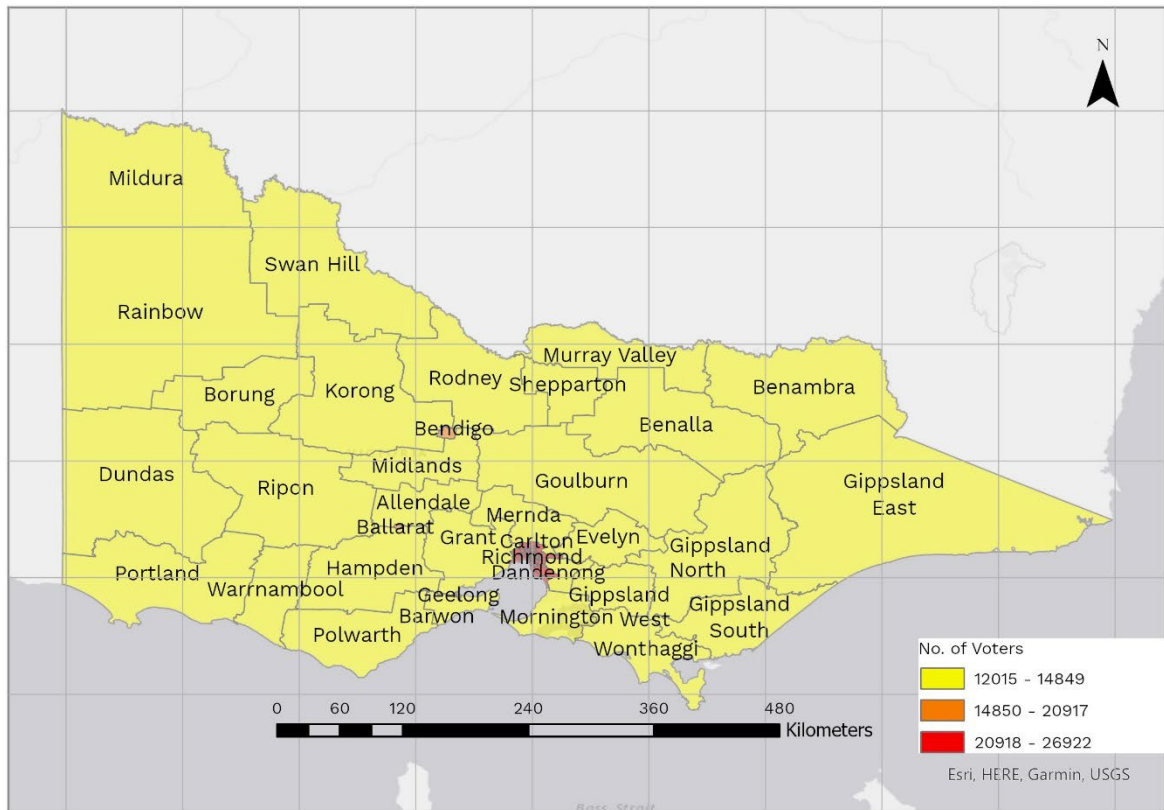 N
Mildura
Swan Hill
Rainbow
Murray Valley
Rodney
Shepparton
Benambra
Borung
Korong
Bendigo
Benalla
Midlands
Dundas
Ripon
Goulburn
Gippsland
East
Allendale
Mernda
Ballarat
Grant
Carlton
Evelyn
Gippsland
North
Richmond
Dandenong
Portland
Hampden
Warrnambool
Geelong
Gippsland
West
Gippsland
South
Barwon
Mornington
Polwarth
Wonthaggi
No. of Voters
12015 - 14849
14850 - 20917
20918 - 26922
0 60 120 240 360 480
Kilometers
Esri, HERE, Garmin, USGS
Bass Strait